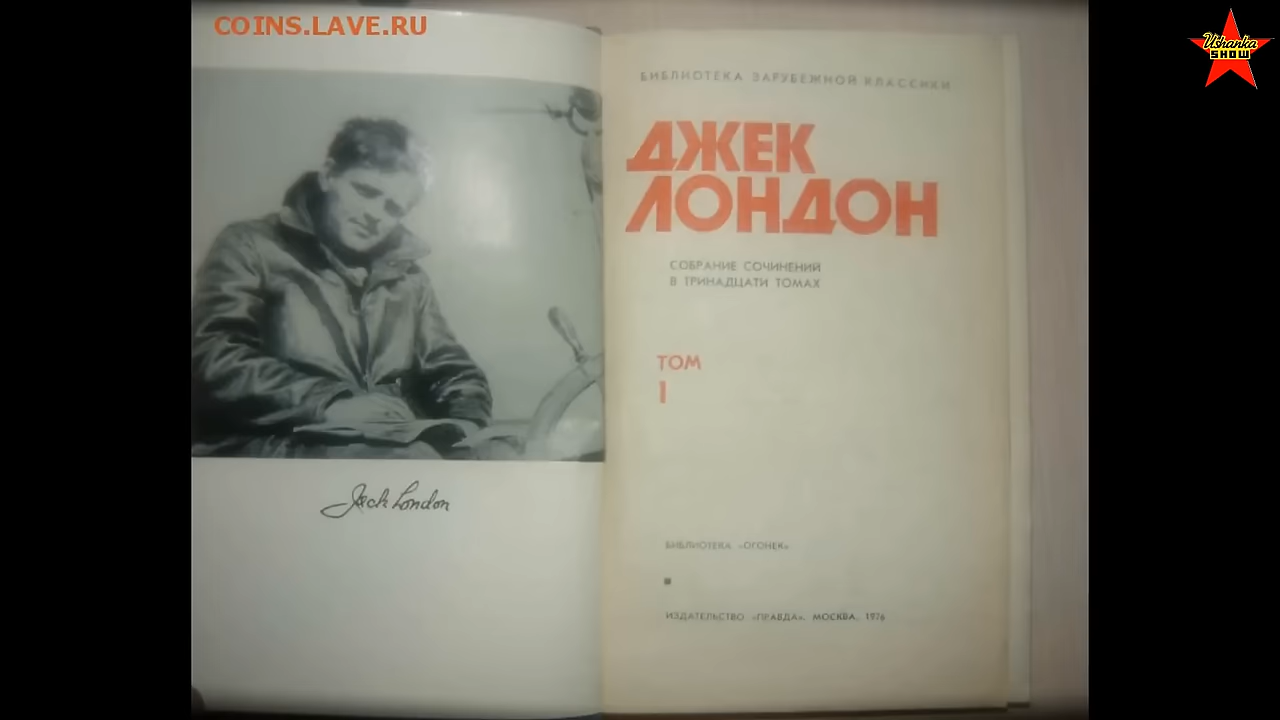 COINS.LAVE.RU
Ushanka
SHOW
Jack London
БИБЛИОТЕКА ЗАРУБЕЖНОЙ КЛАССИКИ
ДЖЕК
ЛОНДОН
СОБРАНИЕ СОЧИНЕНИЙ
В ТРИНАДЦАТИ ТОМАХ
ТОМ
I
БИБЛИОТЕКА «ОГОНЕК»
ИЗДАТЕЛЬСТВО «ПРАВДА». МОСКВА, 1976